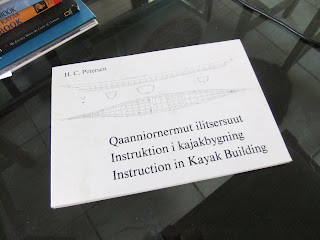 H. C. Petersen
Qaanniornermut ilitsersuut
Instruktion i kajakbygning
Instruction in Kayak Building